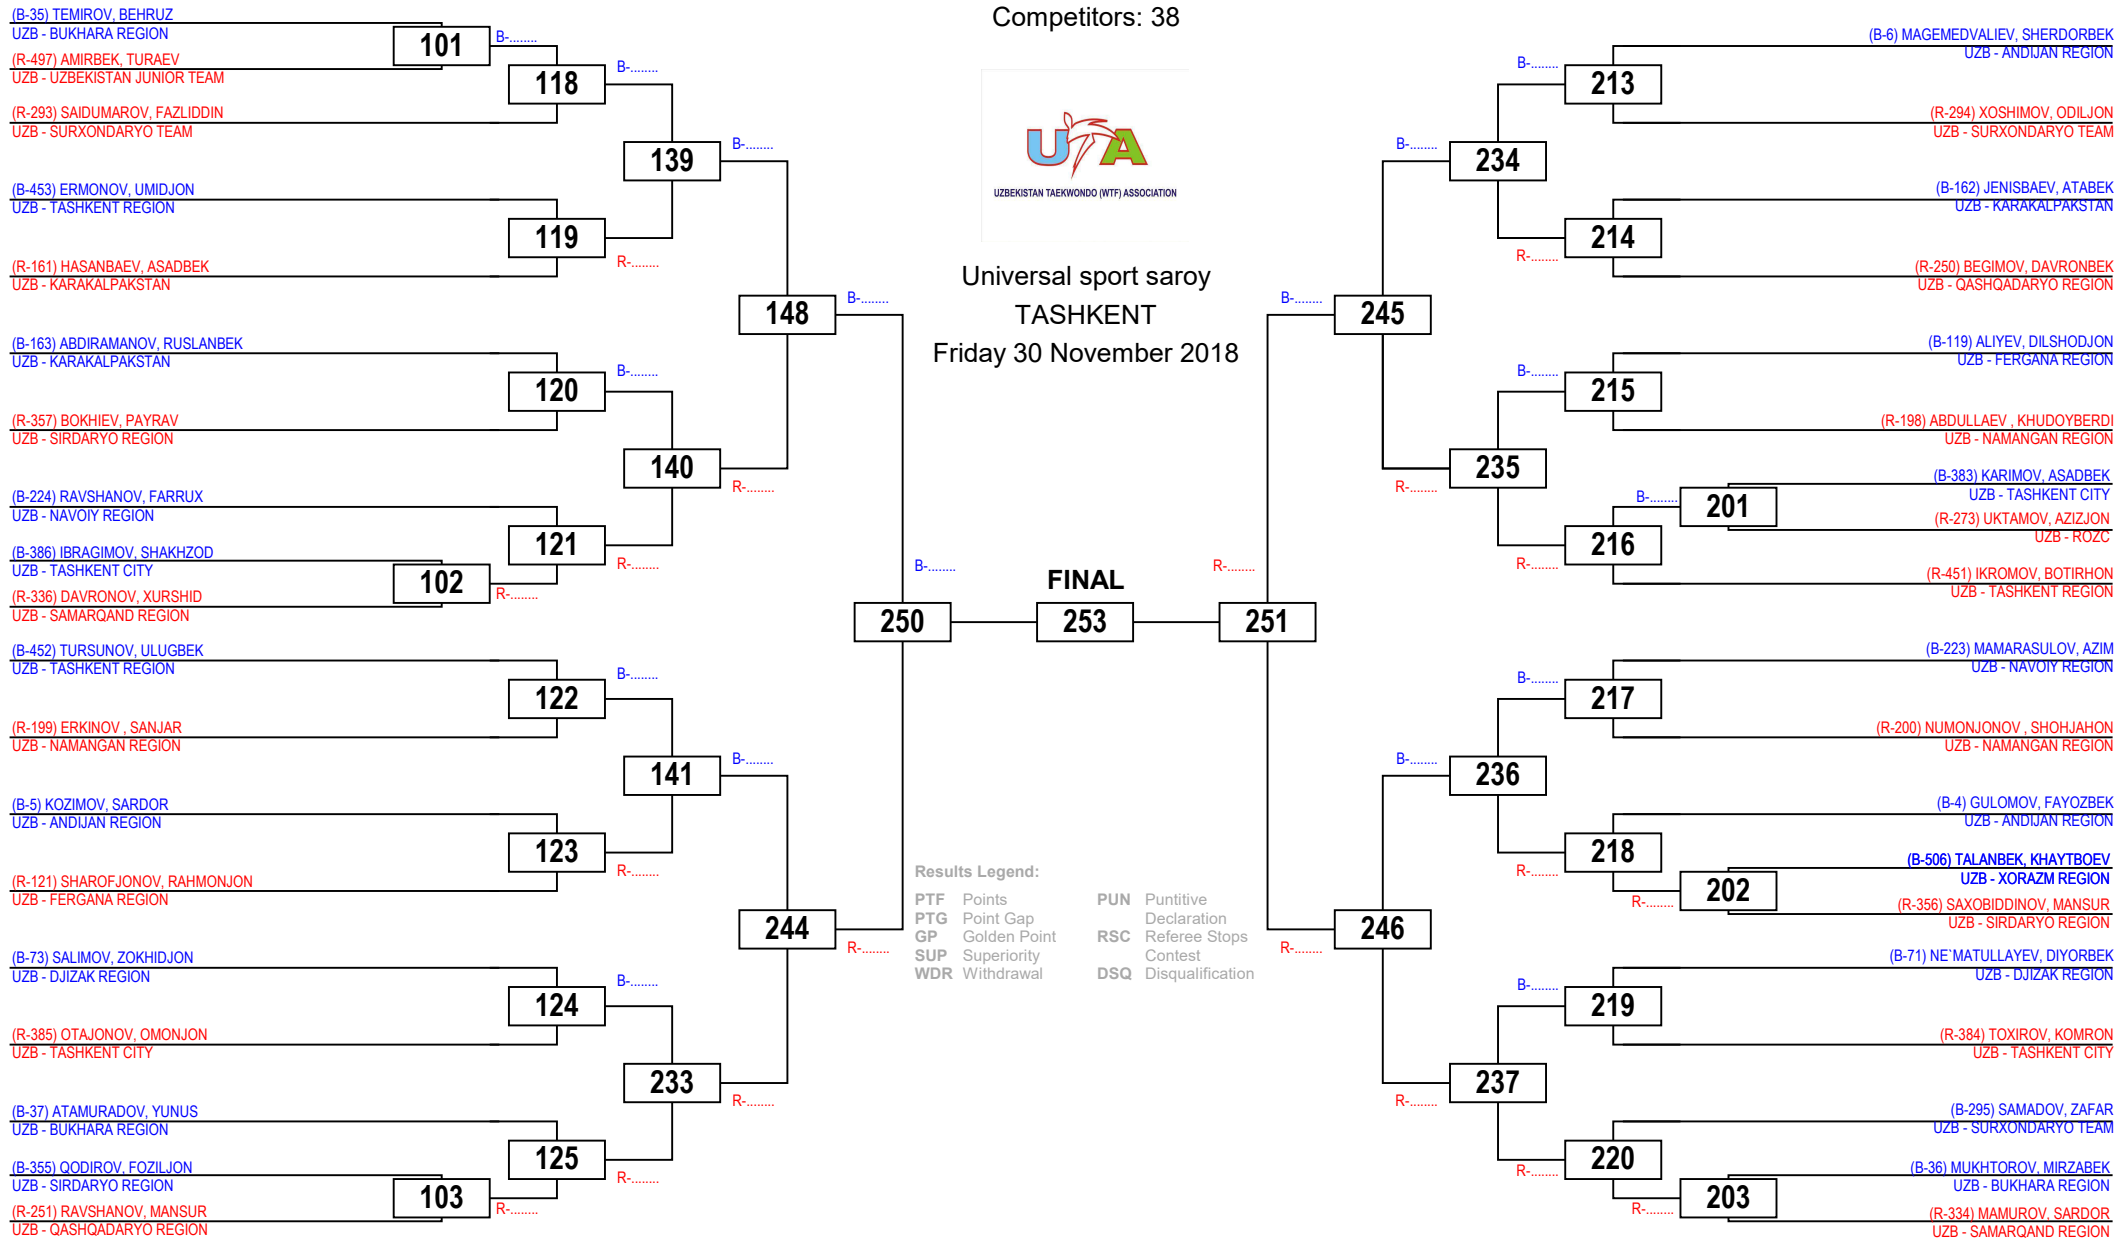 Competitors: 38
UTA
UZBEKISTAN TAEKWONDO (WTF) ASSOCIATION
Universal sport saroy
TASHKENT
Friday 30 November 2018
(B-35) TEMIROV, BEHRUZ
UZB - BUKHARA REGION
(R-497) AMIRBEK, TURAEV
UZB - UZBEKISTAN JUNIOR TEAM
101
B-........
(R-293) SAIDUMAROV, FAZLIDDIN
UZB - SURXONDARYO TEAM
118
B-........
(B-453) ERMONOV, UMIDJON
UZB - TASHKENT REGION
(R-161) HASANBAEV, ASADBEK
UZB - KARAKALPAKSTAN
119
R-........
139
B-........
(B-163) ABDIRAMANOV, RUSLANBEK
UZB - KARAKALPAKSTAN
(R-357) BOKHIEV, PAYRAV
UZB - SIRDARYO REGION
120
B-........
(B-224) RAVSHANOV, FARRUX
UZB - NAVOIY REGION
(B-386) IBRAGIMOV, SHAKHZOD
UZB - TASHKENT CITY
(R-336) DAVRONOV, XURSHID
UZB - SAMARQAND REGION
102
R-........
121
R-........
140
R-........
148
B-........
(B-452) TURSUNOV, ULUGBEK
UZB - TASHKENT REGION
(R-199) ERKINOV , SANJAR
UZB - NAMANGAN REGION
122
B-........
(B-5) KOZIMOV, SARDOR
UZB - ANDIJAN REGION
(R-121) SHAROFJONOV, RAHMONJON
UZB - FERGANA REGION
123
R-........
141
B-........
(B-73) SALIMOV, ZOKHIDJON
UZB - DJIZAK REGION
(R-385) OTAJONOV, OMONJON
UZB - TASHKENT CITY
124
B-........
(B-37) ATAMURADOV, YUNUS
UZB - BUKHARA REGION
(B-355) QODIROV, FOZILJON
UZB - SIRDARYO REGION
(R-251) RAVSHANOV, MANSUR
UZB - QASHQADARYO REGION
103
R-........
125
R-........
233
R-........
244
R-........
250
B-........
FINAL
253
R-........
251
Results Legend:
PTF Points
PTG Point Gap
GP Golden Point
SUP Superiority
WDR Withdrawal
PUN Puntitive
Declaration
RSC Referee Stops
Contest
DSQ Disqualification
(B-6) MAGEMEDVALIEV, SHERDORBEK
UZB - ANDIJAN REGION
(R-294) XOSHIMOV, ODILJON
UZB - SURXONDARYO TEAM
B-........
213
(B-162) JENISBAEV, ATABEK
UZB - KARAKALPAKSTAN
(R-250) BEGIMOV, DAVRONBEK
UZB - QASHQADARYO REGION
R-........
214
B-........
234
(B-119) ALIYEV, DILSHODJON
UZB - FERGANA REGION
(R-198) ABDULLAEV , KHUDOYBERDI
UZB - NAMANGAN REGION
B-........
215
(B-383) KARIMOV, ASADBEK
UZB - TASHKENT CITY
(R-273) UKTAMOV, AZIZJON
UZB - ROZC
B-........
201
(R-451) IKROMOV, BOTIRHON
UZB - TASHKENT REGION
R-........
216
R-........
235
B-........
245
(B-223) MAMARASULOV, AZIM
UZB - NAVOIY REGION
(R-200) NUMONJONOV , SHOHJAHON
UZB - NAMANGAN REGION
B-........
217
(B-4) GULOMOV, FAYOZBEK
UZB - ANDIJAN REGION
(B-506) TALANBEK, KHAYTBOEV
UZB - XORAZM REGION
(R-356) SAXOBIDDINOV, MANSUR
UZB - SIRDARYO REGION
R-........
202
R-........
218
B-........
236
(B-71) NE`MATULLAYEV, DIYORBEK
UZB - DJIZAK REGION
(R-384) TOXIROV, KOMRON
UZB - TASHKENT CITY
B-........
219
(B-295) SAMADOV, ZAFAR
UZB - SURXONDARYO TEAM
(B-36) MUKHTOROV, MIRZABEK
UZB - BUKHARA REGION
(R-334) MAMUROV, SARDOR
UZB - SAMARQAND REGION
R-........
203
R-........
220
R-........
237
R-........
246